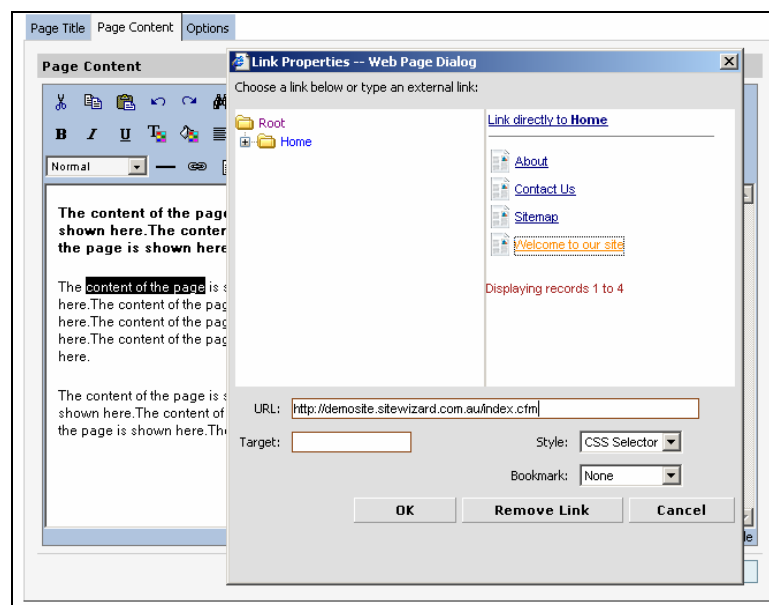 Page Title Page Content Options
Page Content
Link Properties -- Web Page Dialog
Choose a link below or type an external link:
Root
Home
Link directly to Home
About
Contact Us
Sitemap
Welcome to our site
Displaying records 1 to 4
B I U
Normal
The content of the page
shown here.The conten
the page is shown here
The content of the page is s
here.The content of the pag
here.The content of the pag
here.The content of the pag
here.
The content of the page is s
shown here.The content of
the page is shown here.The
URL: http://demosite.sitewizard.com.au/index.cfm
Target:
Style: CSS Selector
Bookmark: None
OK Remove Link Cancel